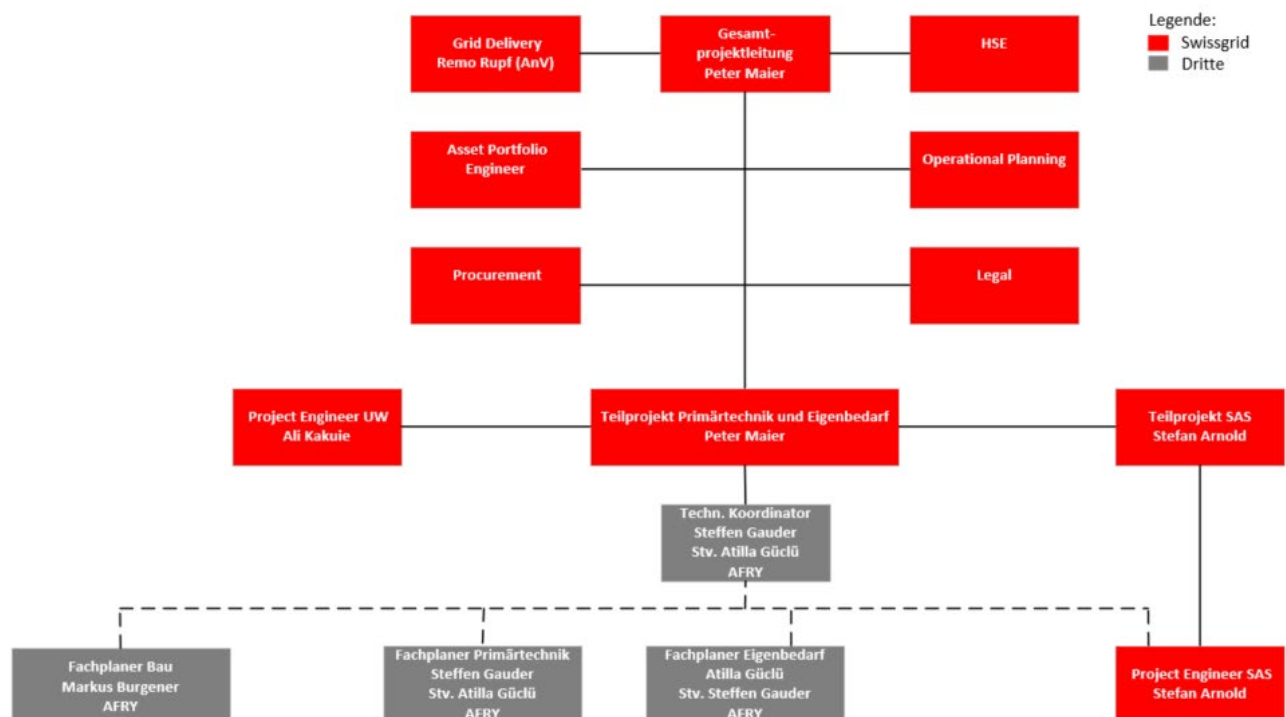 Legende:
Swissgrid
Dritte
Grid Delivery
Remo Rupf (AnV)
Gesamt-
projektleitung
Peter Maier
HSE
Asset Portfolio
Engineer
Operational Planning
Procurement
Legal
Project Engineer UW
Ali Kakuie
Teilprojekt Primärtechnik und Eigenbedarf
Peter Maier
Teilprojekt SAS
Stefan Arnold
Techn. Koordinator
Steffen Gauder
Stv. Atilla Güclü
AFRY
Fachplaner Bau
Markus Burgener
AFRY
Fachplaner Primärtechnik
Steffen Gauder
Stv. Atilla Güclü
AFRY
Fachplaner Eigenbedarf
Atilla Güclü
Stv. Steffen Gauder
AFRY
Project Engineer SAS
Stefan Arnold